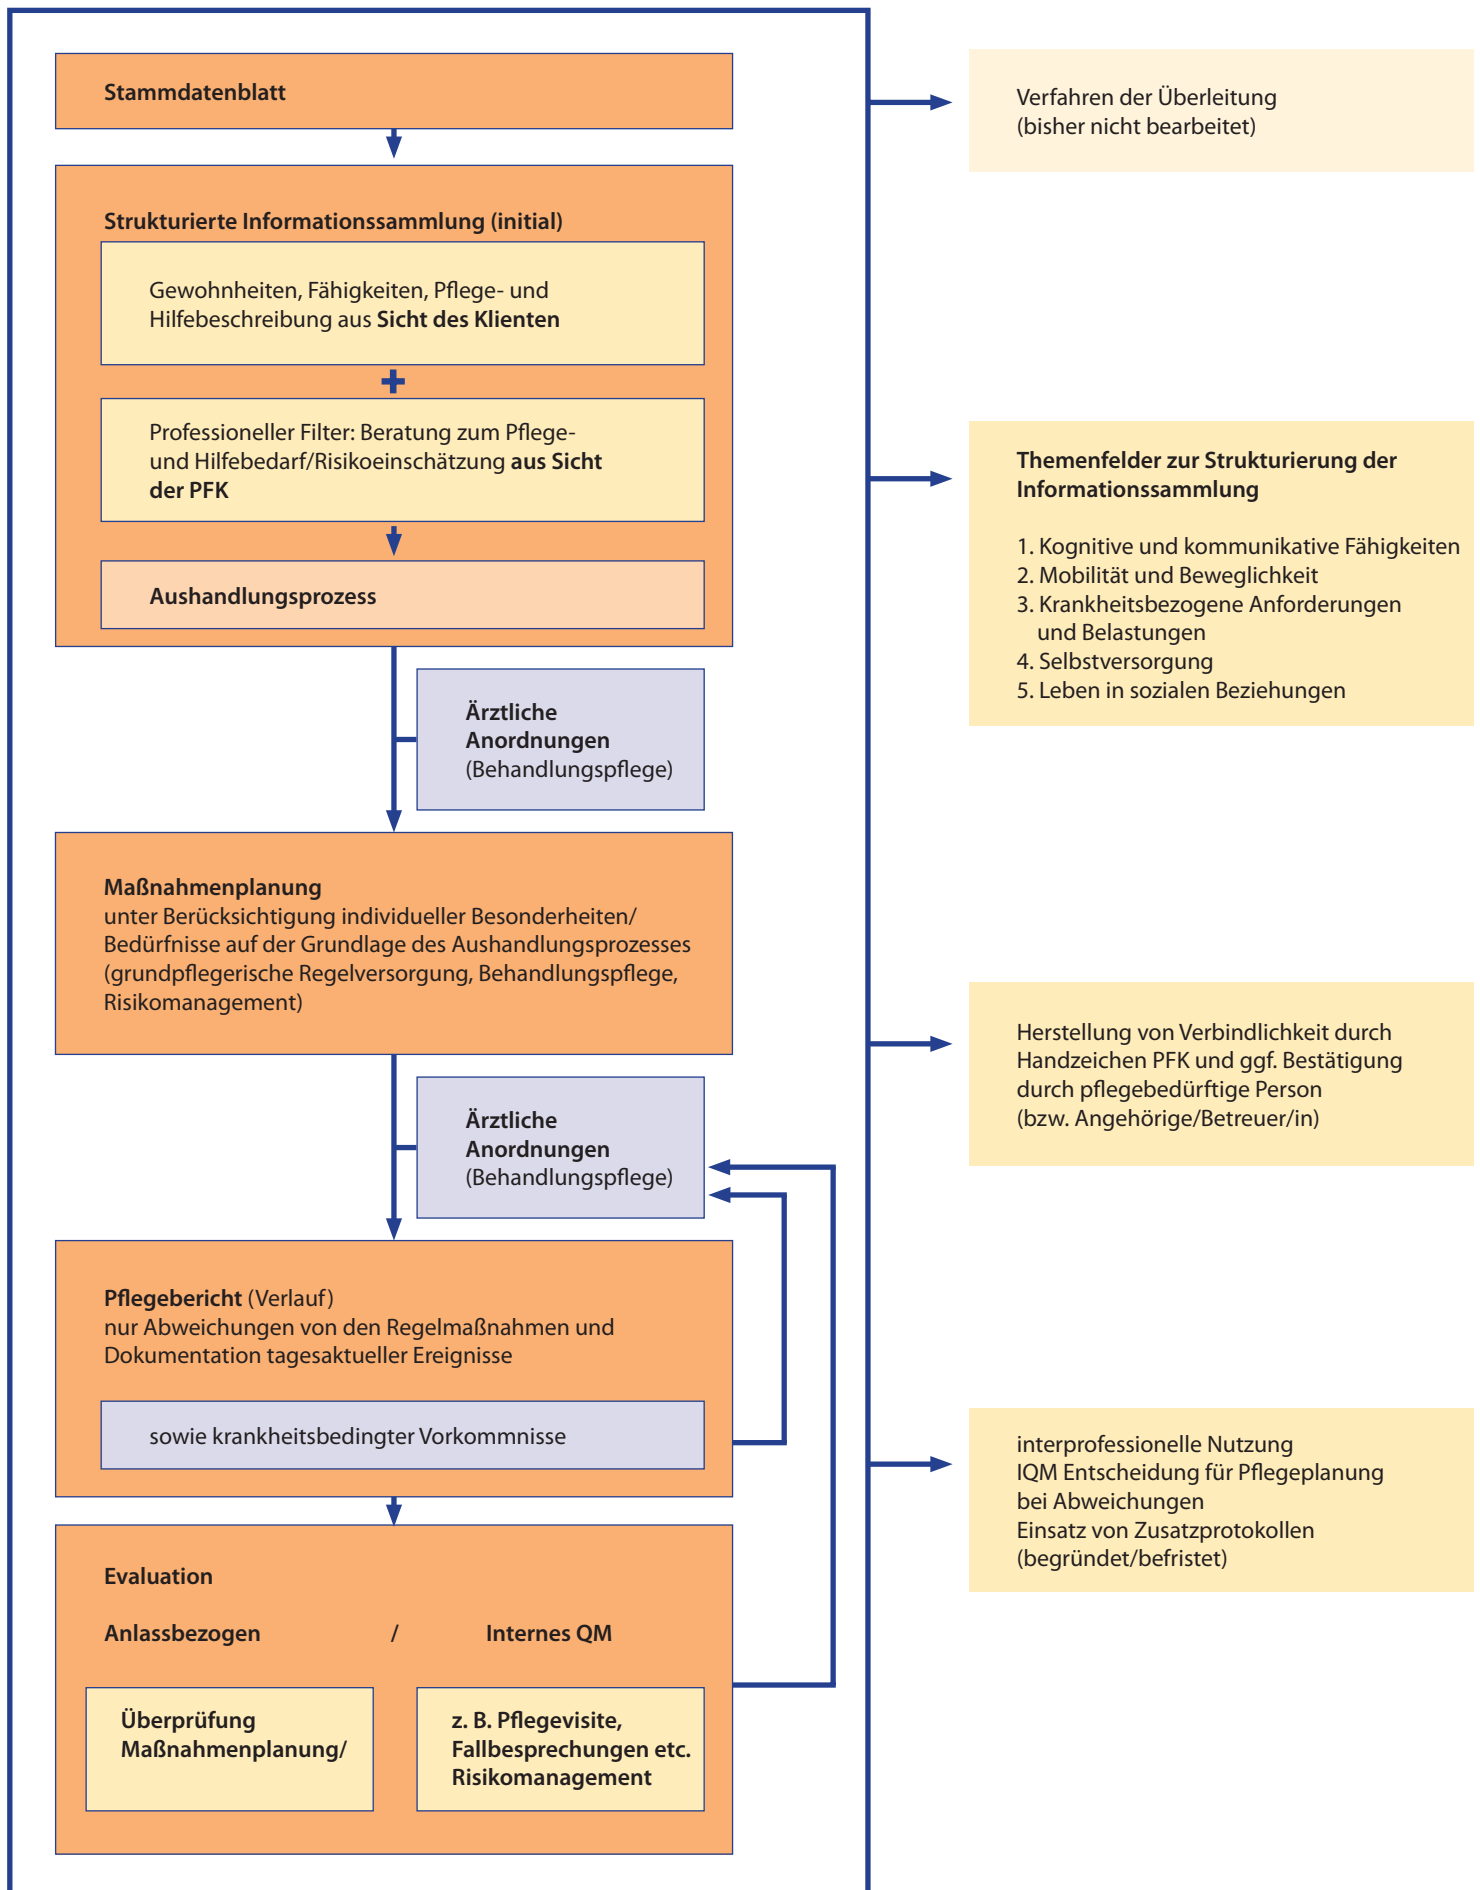 Stammdatenblatt
Strukturierte Informationssammlung (initial)
Gewohnheiten, Fähigkeiten, Pflege- und
Hilfebeschreibung aus Sicht des Klienten
Professioneller Filter: Beratung zum Pflege-
und Hilfebedarf/Risikoeinschätzung aus Sicht
der PFK
Aushandlungsprozess
Ärztliche
Anordnungen
(Behandlungspflege)
Maßnahmenplanung
unter Berücksichtigung individueller Besonderheiten/
Bedürfnisse auf der Grundlage des Aushandlungsprozesses
(grundpflegerische Regelversorgung, Behandlungspflege,
Risikomanagement)
Ärztliche
Anordnungen
(Behandlungspflege)
Pflegebericht (Verlauf)
nur Abweichungen von den Regelmaßnahmen und
Dokumentation tagesaktueller Ereignisse
sowie krankheitsbedingter Vorkommnisse
Evaluation
Anlassbezogen / Internes QM
Überprüfung
Maßnahmenplanung/
z. B. Pflegevisite,
Fallbesprechungen etc.
Risikomanagement
Verfahren der Überleitung
(bisher nicht bearbeitet)
Themenfelder zur Strukturierung der
Informationssammlung
1. Kognitive und kommunikative Fähigkeiten
2. Mobilität und Beweglichkeit
3. Krankheitsbezogene Anforderungen
und Belastungen
4. Selbstversorgung
5. Leben in sozialen Beziehungen
Herstellung von Verbindlichkeit durch
Handzeichen PFK und ggf. Bestätigung
durch pflegebedürftige Person
(bzw. Angehörige/Betreuer/in)
interprofessionelle Nutzung
IQM Entscheidung für Pflegeplanung
bei Abweichungen
Einsatz von Zusatzprotokollen
(begründet/befristet)